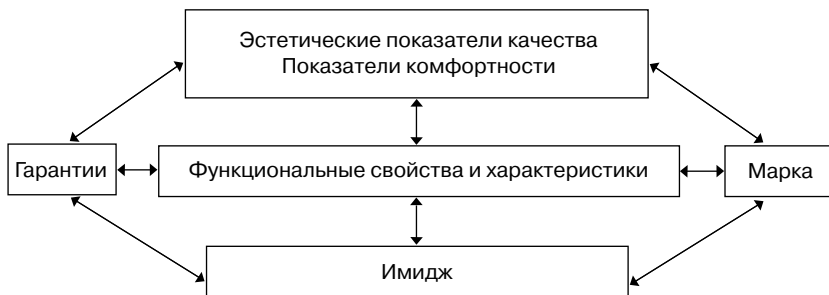 Эстетические показатели качества
Показатели комфортности
Гарантии
Функциональные свойства и характеристики
Марка
Имидж